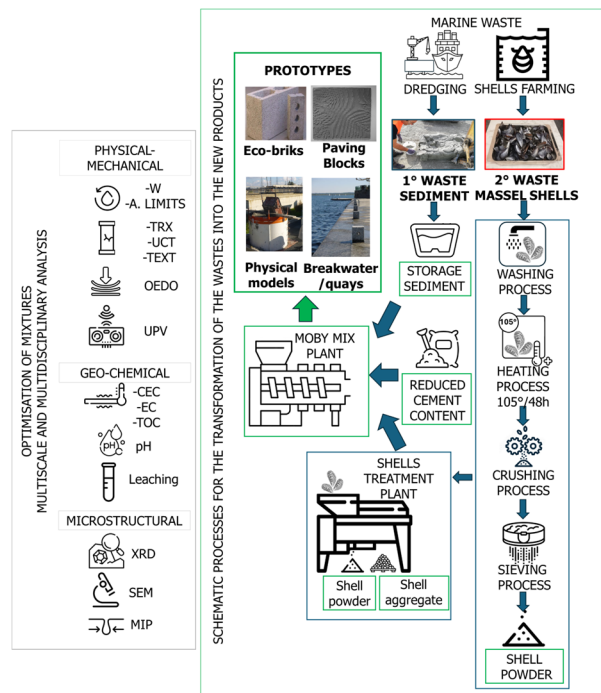 OPTIMISATION OF MIXTURES
MULTISCALE AND MULTIDISCIPLINARY ANALYSIS
PHYSICAL-
MECHANICAL
-W
-A. LIMITS
-TRX
-UCT
-TEXT
OEDO
UPV
GEO-CHEMICAL
-CEC
-EC
-TOC
pH
pH
Leaching
MICROSTRUCTURAL
XRD
SEM
MIP
SCHEMATIC PROCESSES FOR THE TRANSFORMATION OF THE WASTES INTO THE NEW PRODUCTS
PROTOTYPES
Eco-briks
Paving
Blocks
Physical
models
Breakwater
/quays
MARINE WASTE
DREDGING
SHELLS FARMING
1° WASTE
SEDIMENT
2° WASTE
MASSEL SHELLS
STORAGE
SEDIMENT
MOBY MIX
PLANT
REDUCED
CEMENT
CONTENT
SHELLS
TREATMENT
PLANT
Shell
powder
Shell
aggregate
WASHING
PROCESS
105°
HEATING
PROCESS
105°/48h
CRUSHING
PROCESS
SIEVING
PROCESS
SHELL
POWDER